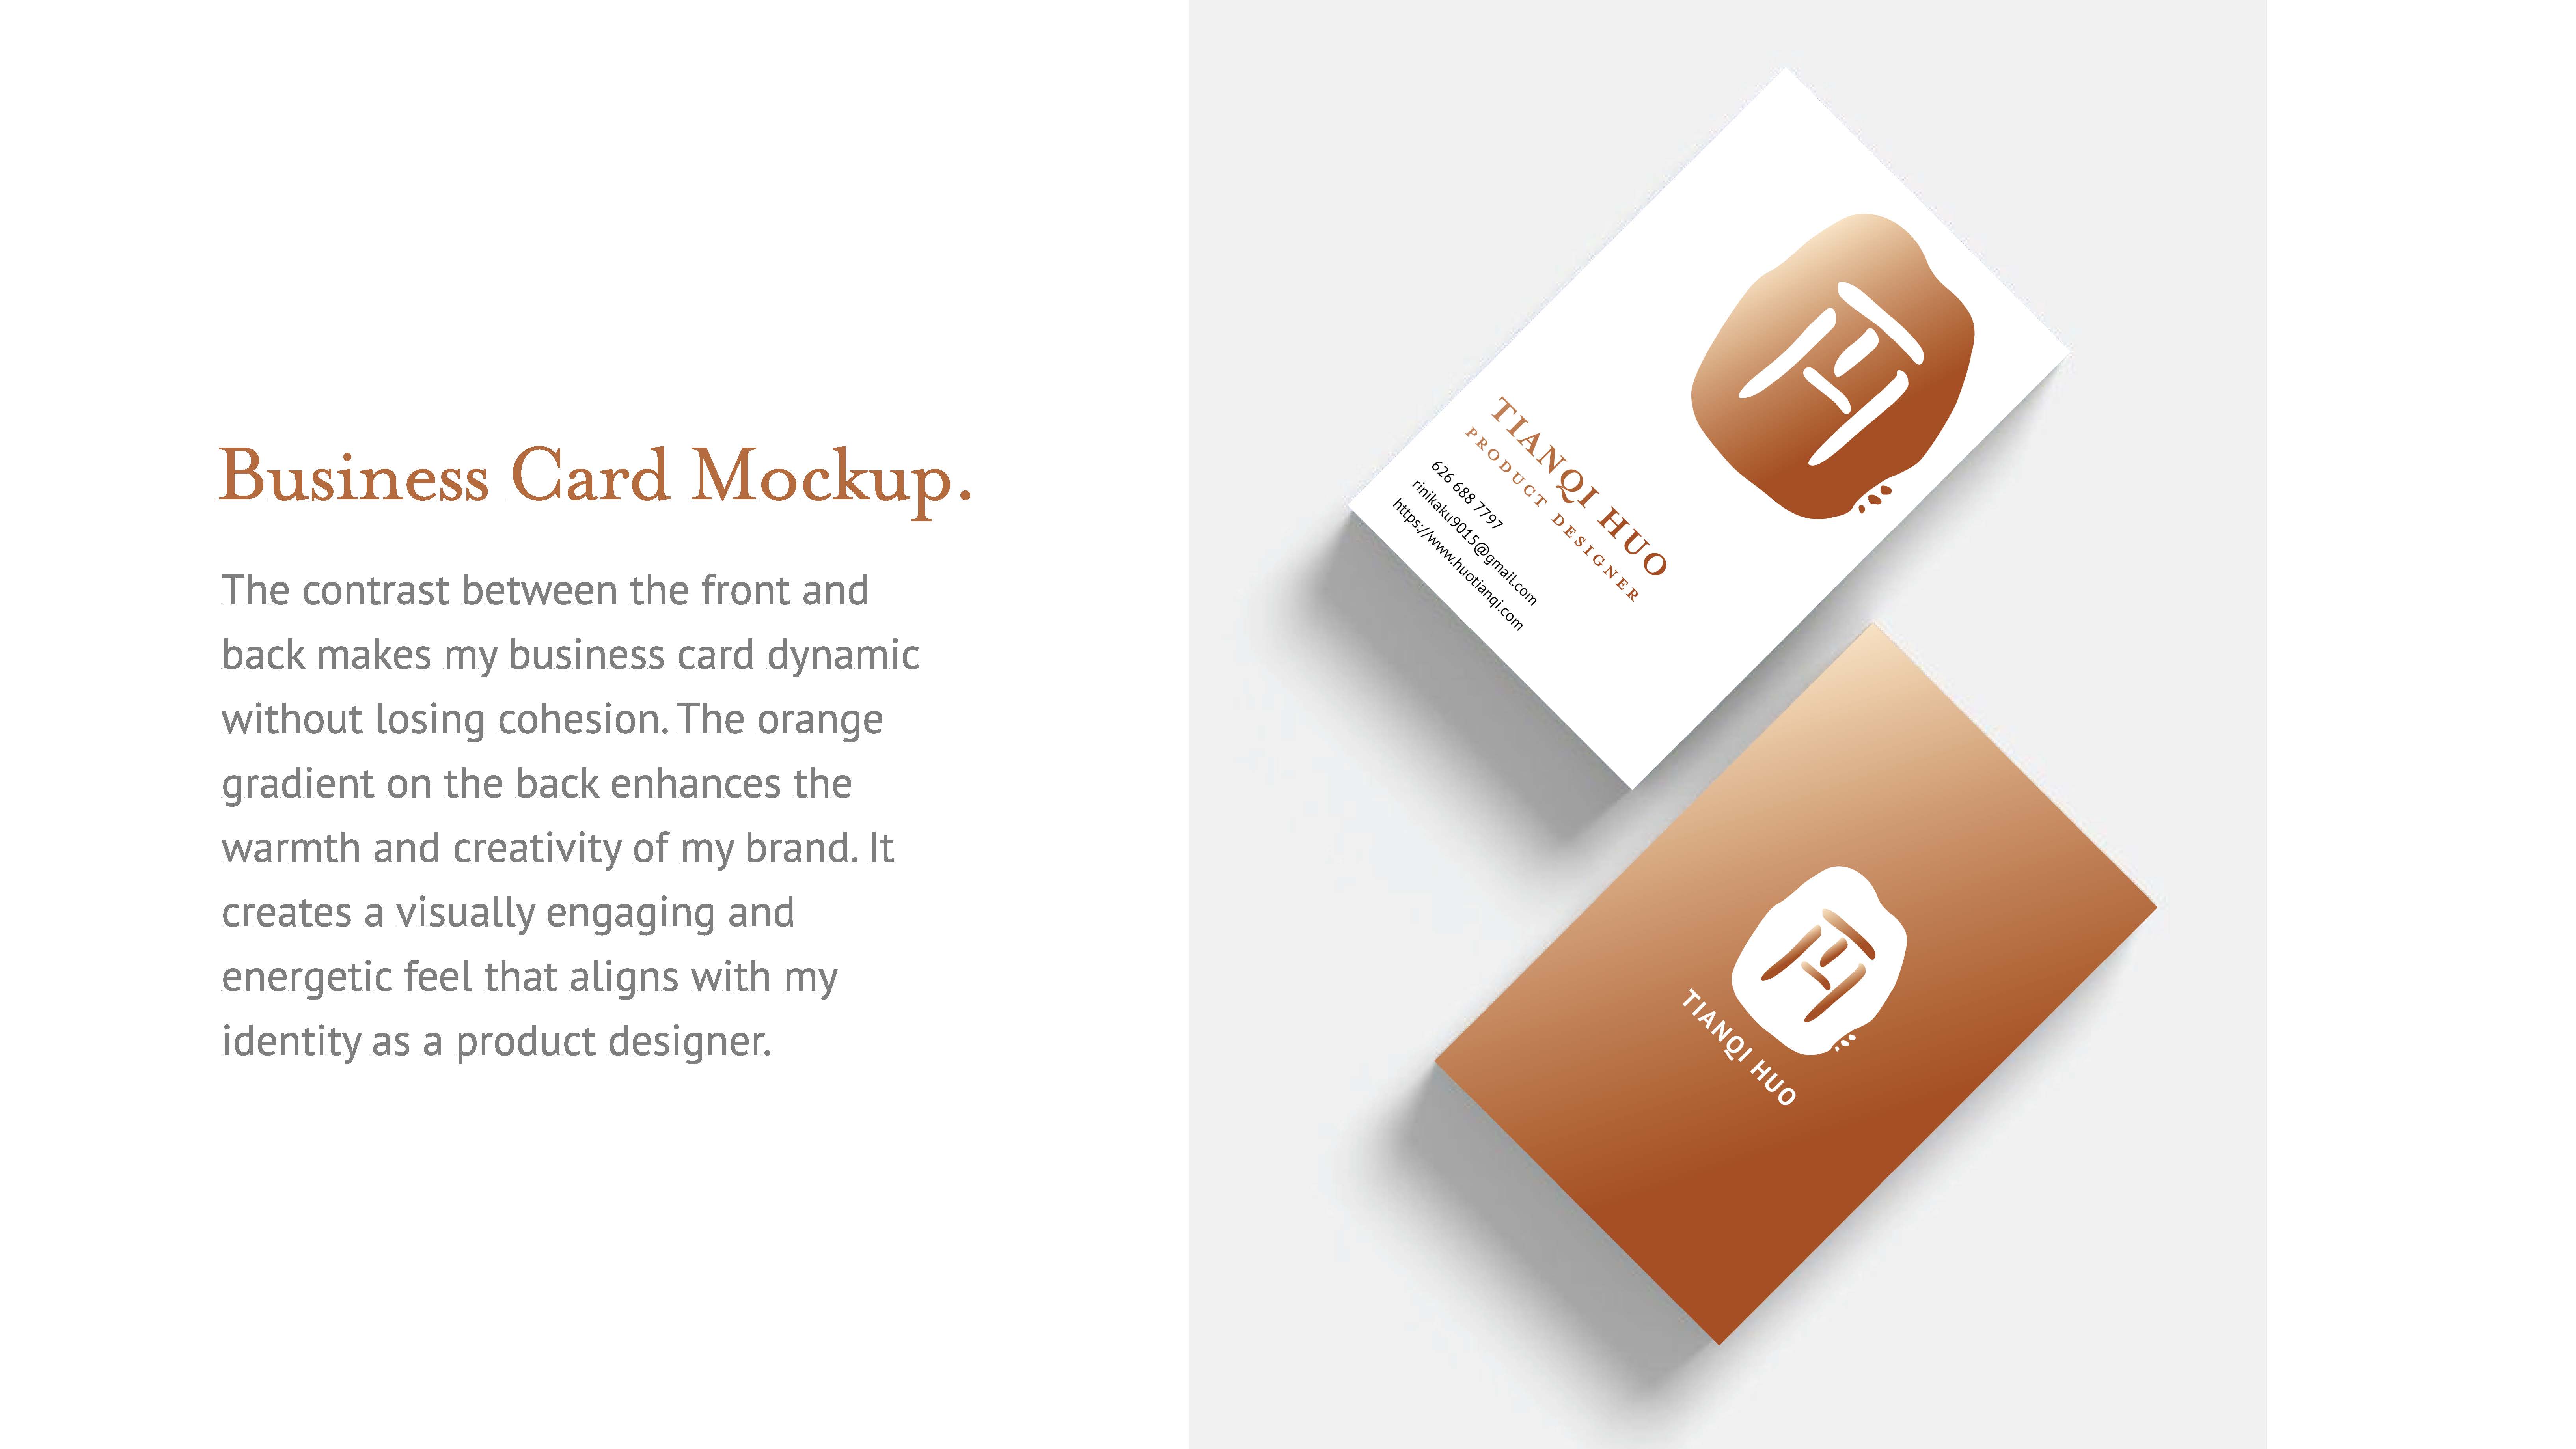 Business Card Mockup.
The contrast between the front and
back makes my business card dynamic
without losing cohesion. The orange
gradient on the back enhances the
warmth and creativity of my brand. It
creates a visually engaging and
energetic feel that aligns with my
identity as a product designer.
TIANQI HUO
PRODUCT DESIGNER
626 688 7797
rinikaku9015@gmail.com
https://www.huotianqi.com
TIANQI HUO